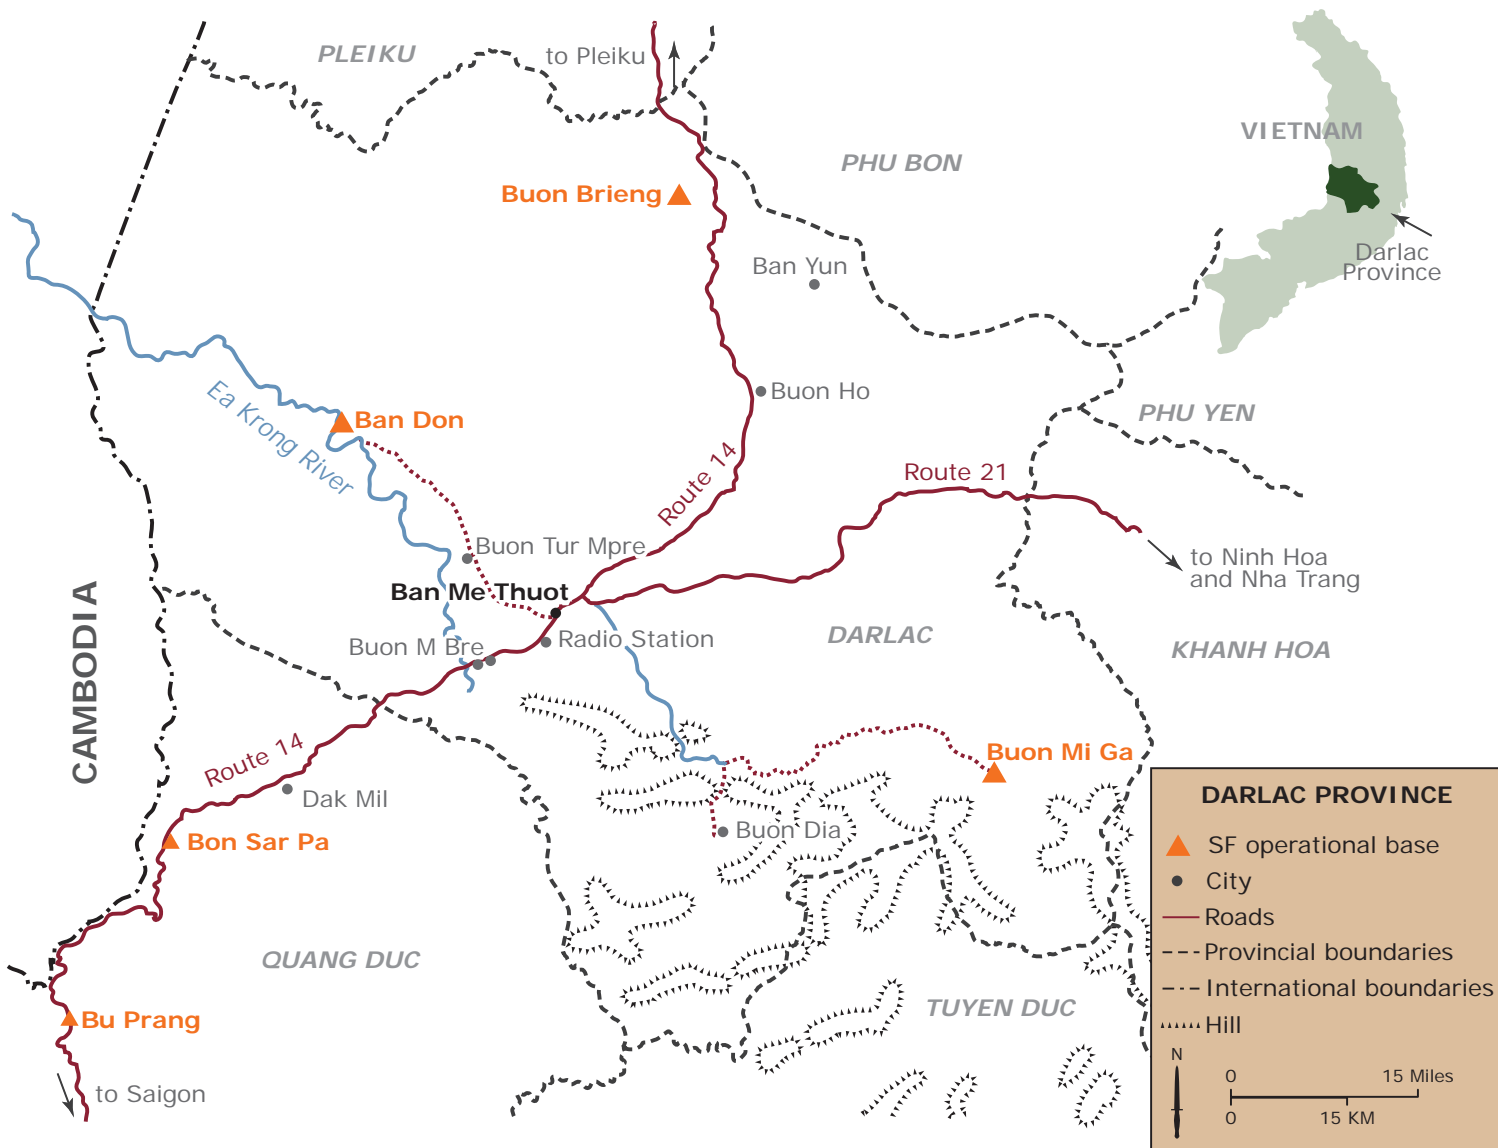 PLEIKU
to Pleiku
VIETNAM
PHU BON
Buon Brieng
Darlac
Province
Ban Yun
Ea Krong River
Ban Don
Buon Ho
PHU YEN
Route 14
Route 21
Buon Tur Mpre
to Ninh Hoa
and Nha Trang
Ban Me Thuot
CAMBODIA
Buon M Bre
Radio Station
DARLAC
KHANH HOA
Route 14
Buon Mi Ga
Dak Mil
Buon Dia
Bon Sar Pa
QUANG DUC
TUYEN DUC
Bu Prang
to Saigon
DARLAC PROVINCE
SF operational base
City
Roads
Provincial boundaries
International boundaries
Hill
N
0 15 Miles
0 15 KM